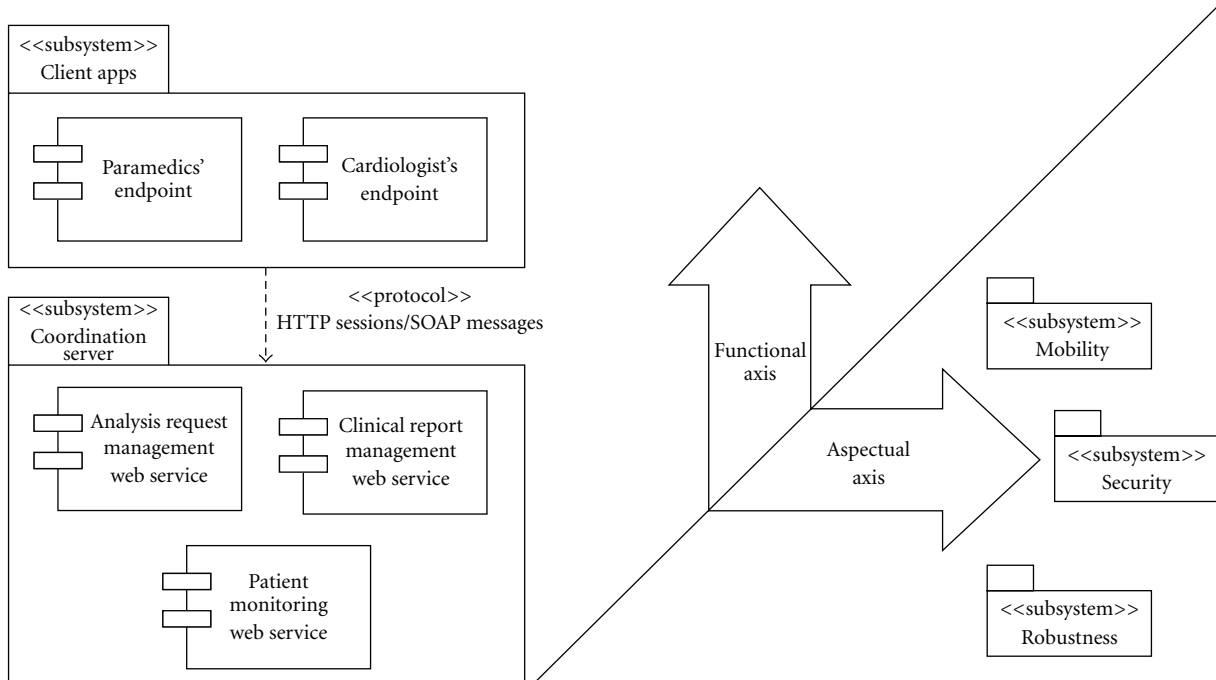 <<subsystem>>
Client apps
Paramedics’
endpoint
Cardiologist’s
endpoint
<<protocol>>
HTTP sessions/SOAP messages
<<subsystem>>
Coordination
server
Analysis request
management
web service
Clinical report
management
web service
Patient
monitoring
web service
Functional
axis
Aspectual
axis
<<subsystem>>
Mobility
<<subsystem>>
Security
<<subsystem>>
Robustness